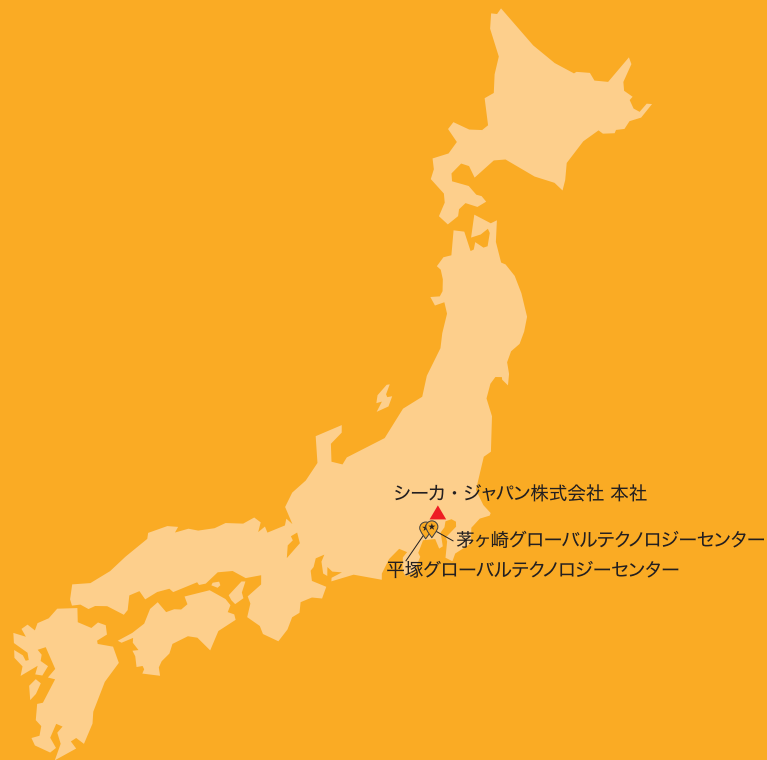 シーカ・ジャパン株式会社 本社
茅ヶ崎グローバルテクノロジーセンター
平塚グローバルテクノロジーセンター